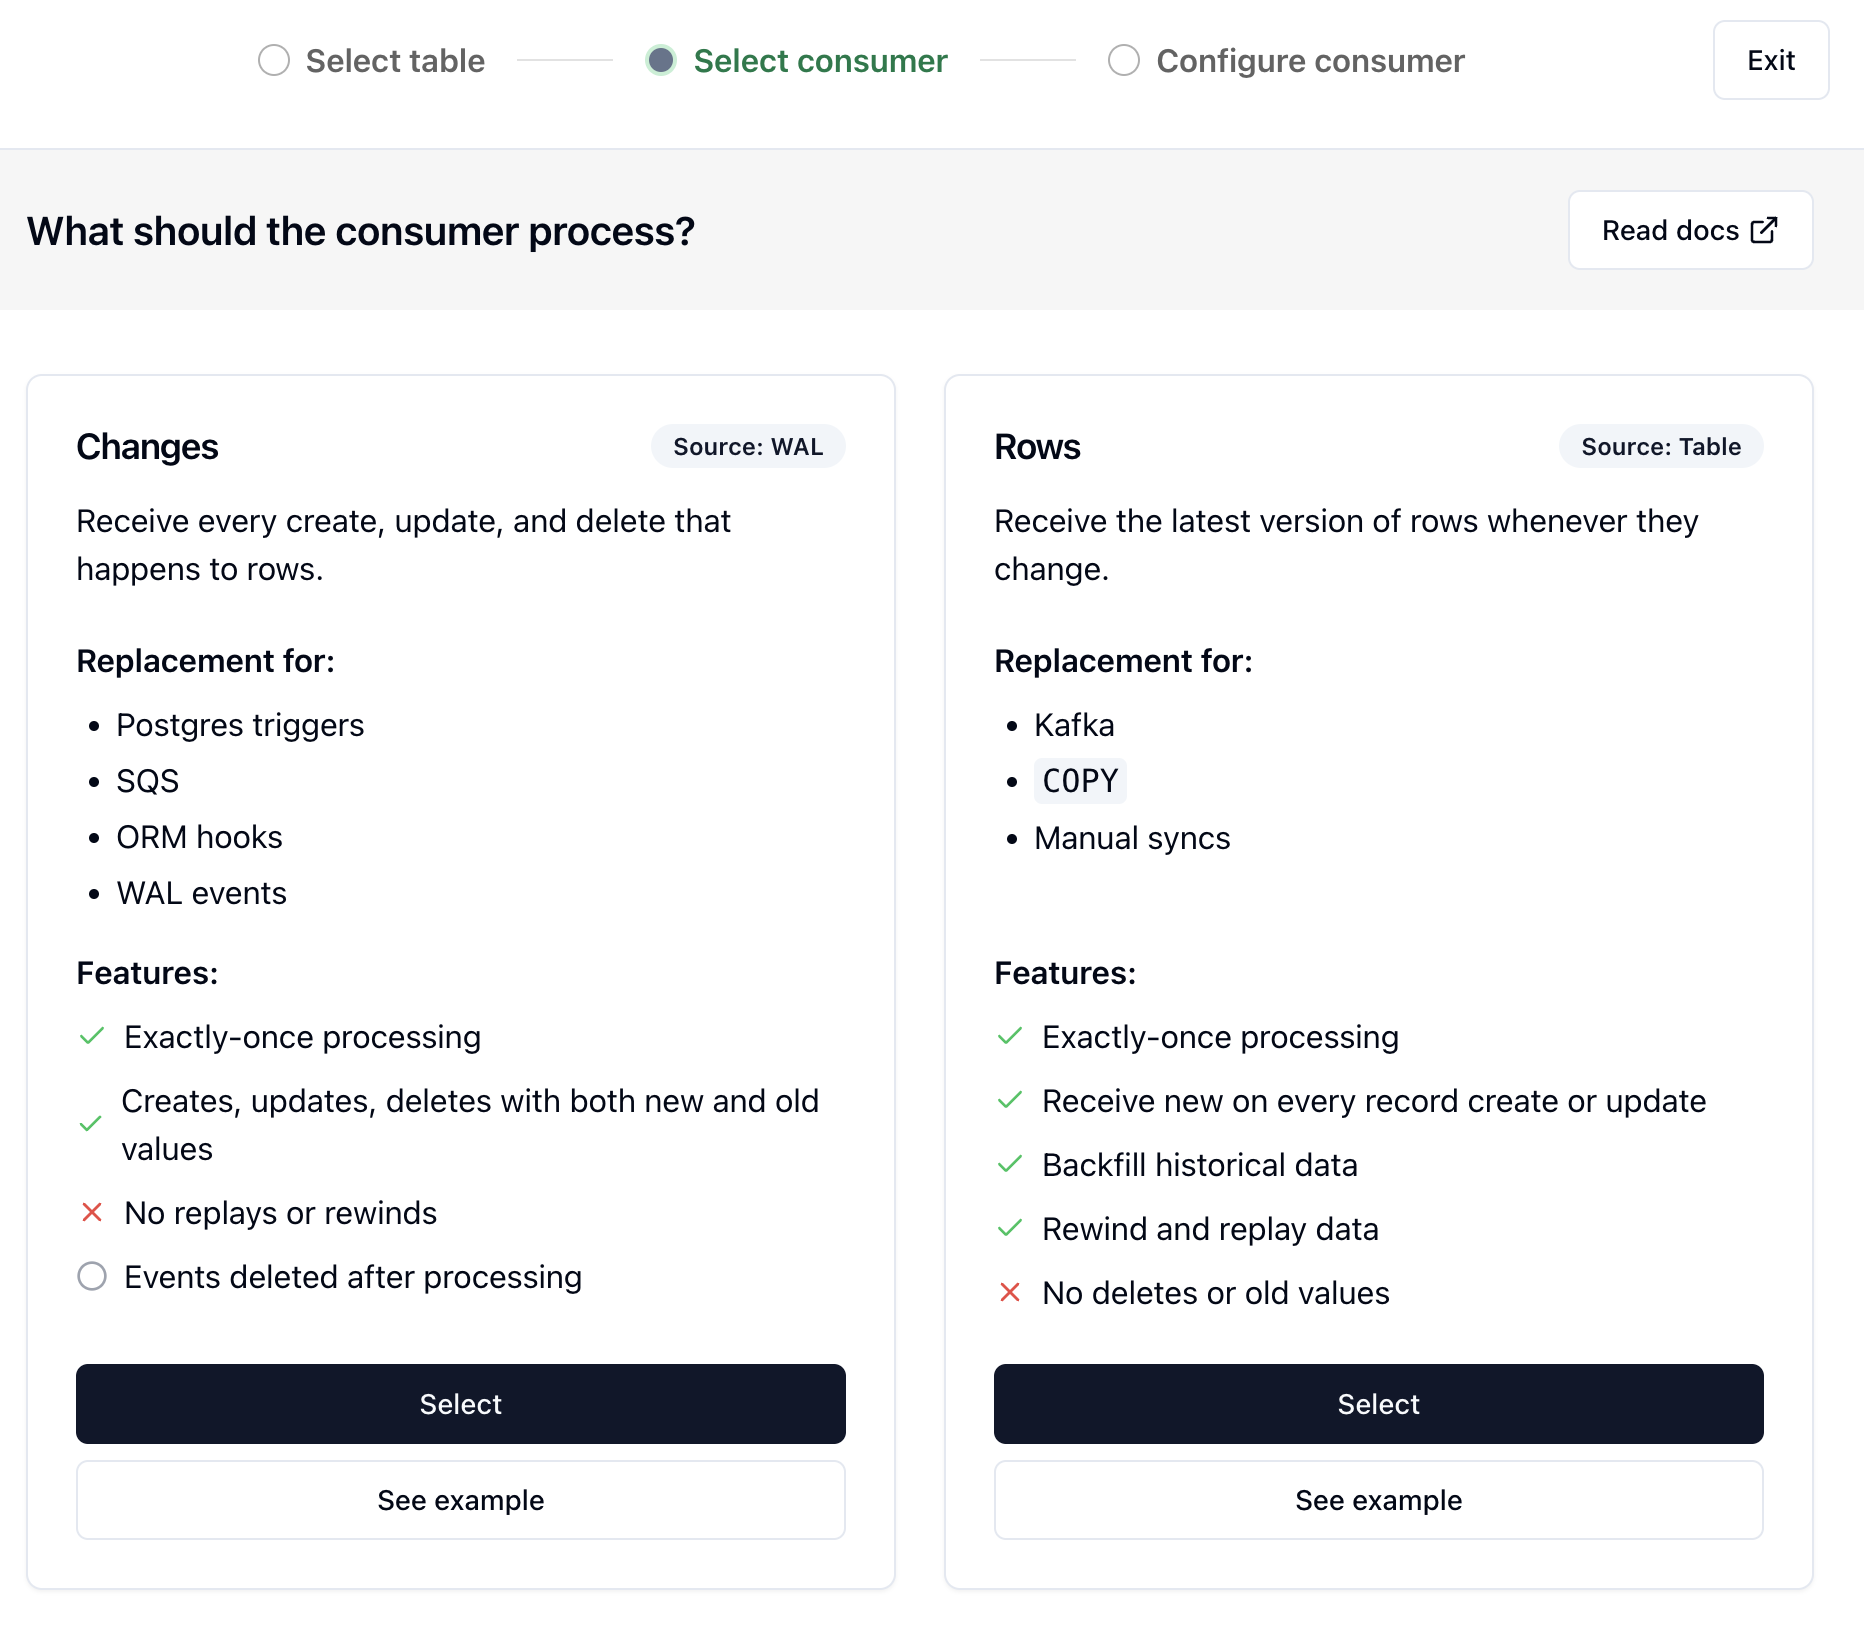 Select table
Select consumer
Configure consumer
Exit
What should the consumer process?
Read docs
Changes
Source: WAL
Receive every create, update, and delete that
happens to rows.
Replacement for:
Postgres triggers
SQS
ORM hooks
WAL events
Features:
Exactly-once processing
Creates, updates, deletes with both new and old
values
No replays or rewinds
Events deleted after processing
Select
See example
Rows
Source: Table
Receive the latest version of rows whenever they
change.
Replacement for:
Kafka
COPY
Manual syncs
Features:
Exactly-once processing
Receive new on every record create or update
Backfill historical data
Rewind and replay data
No deletes or old values
Select
See example